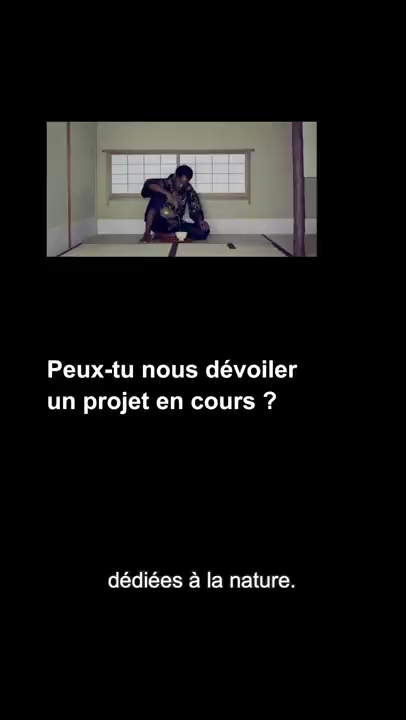 Peux-tu nous dévoiler
un projet en cours ?
dédiées à la nature.